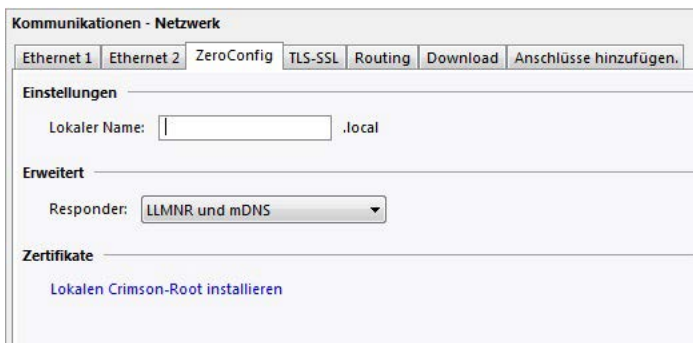 Kommunikationen - Netzwerk
Ethernet 1 Ethernet 2 ZeroConfig TLS-SSL Routing Download Anschlüsse hinzufügen.
Einstellungen
Lokaler Name: .local
Erweitert
Responder: LLMNR und mDNS
Zertifikate
Lokalen Crimson-Root installieren